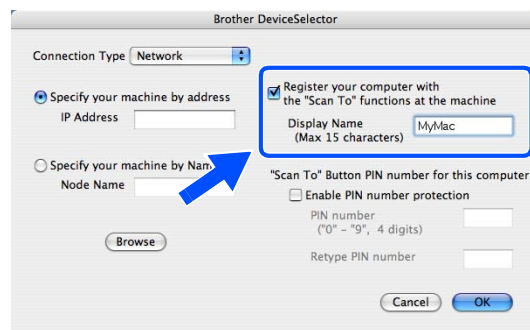 Brother DeviceSelector
Connection Type Network
Specify your machine by address
IP Address
Specify your machine by Nam
Node Name
Browse
Register your computer with
the "Scan To" functions at the machine
Display Name MyMac
(Max 15 characters)
"Scan To" Button PIN number for this computer
Enable PIN number protection
PIN number
("0" – "9", 4 digits)
Retype PIN number
Cancel OK